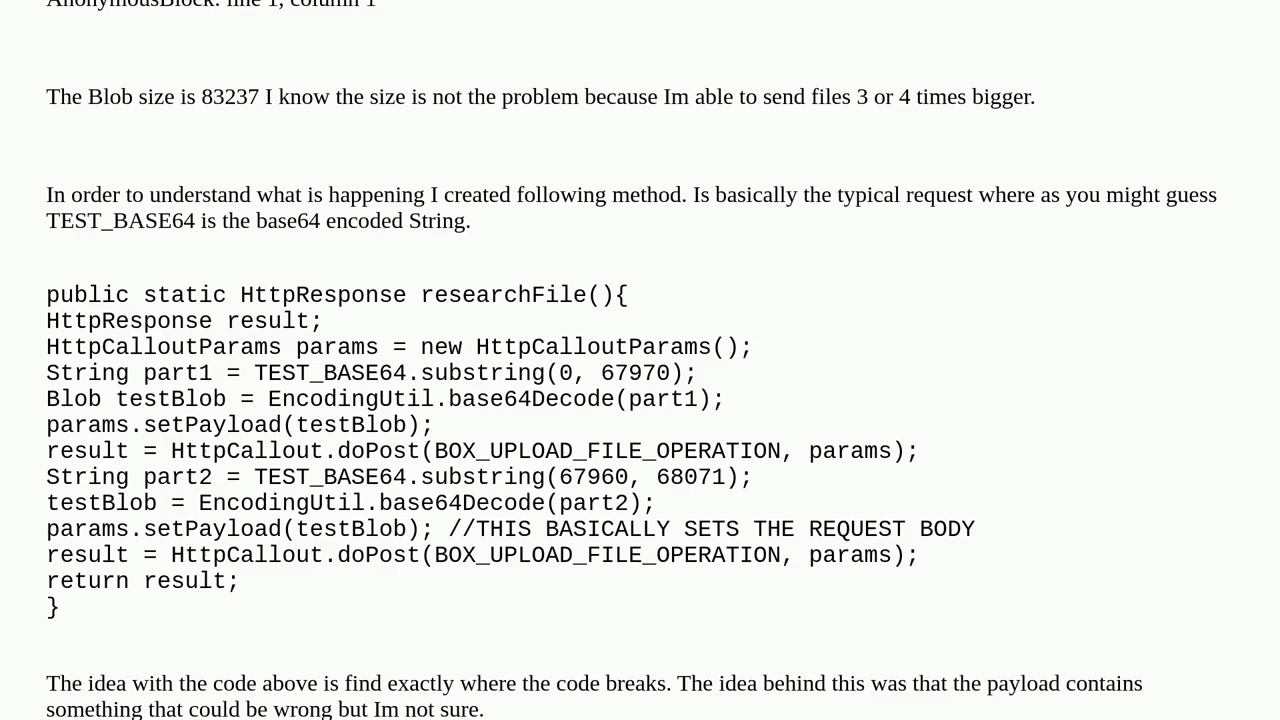 AnonymousBlock: line 1, column 1
The Blob size is 83237 I know the size is not the problem because Im able to send files 3 or 4 times bigger.
In order to understand what is happening I created following method. Is basically the typical request where as you might guess
TEST_BASE64 is the base64 encoded String.
public static HttpResponse researchFile(){
HttpResponse result;
HttpCalloutParams params = new HttpCalloutParams();
String part1 = TEST_BASE64.substring(0, 67970);
Blob testBlob = EncodingUtil.base64Decode(part1);
params.setPayload(testBlob);
result = HttpCallout.doPost(BOX_UPLOAD_FILE_OPERATION, params);
String part2 = TEST_BASE64.substring(67960, 68071);
testBlob = EncodingUtil.base64Decode(part2);
params.setPayload(testBlob); //THIS BASICALLY SETS THE REQUEST BODY
result = HttpCallout.doPost(BOX_UPLOAD_FILE_OPERATION, params);
return result;
}
The idea with the code above is find exactly where the code breaks. The idea behind this was that the payload contains
something that could be wrong but Im not sure.